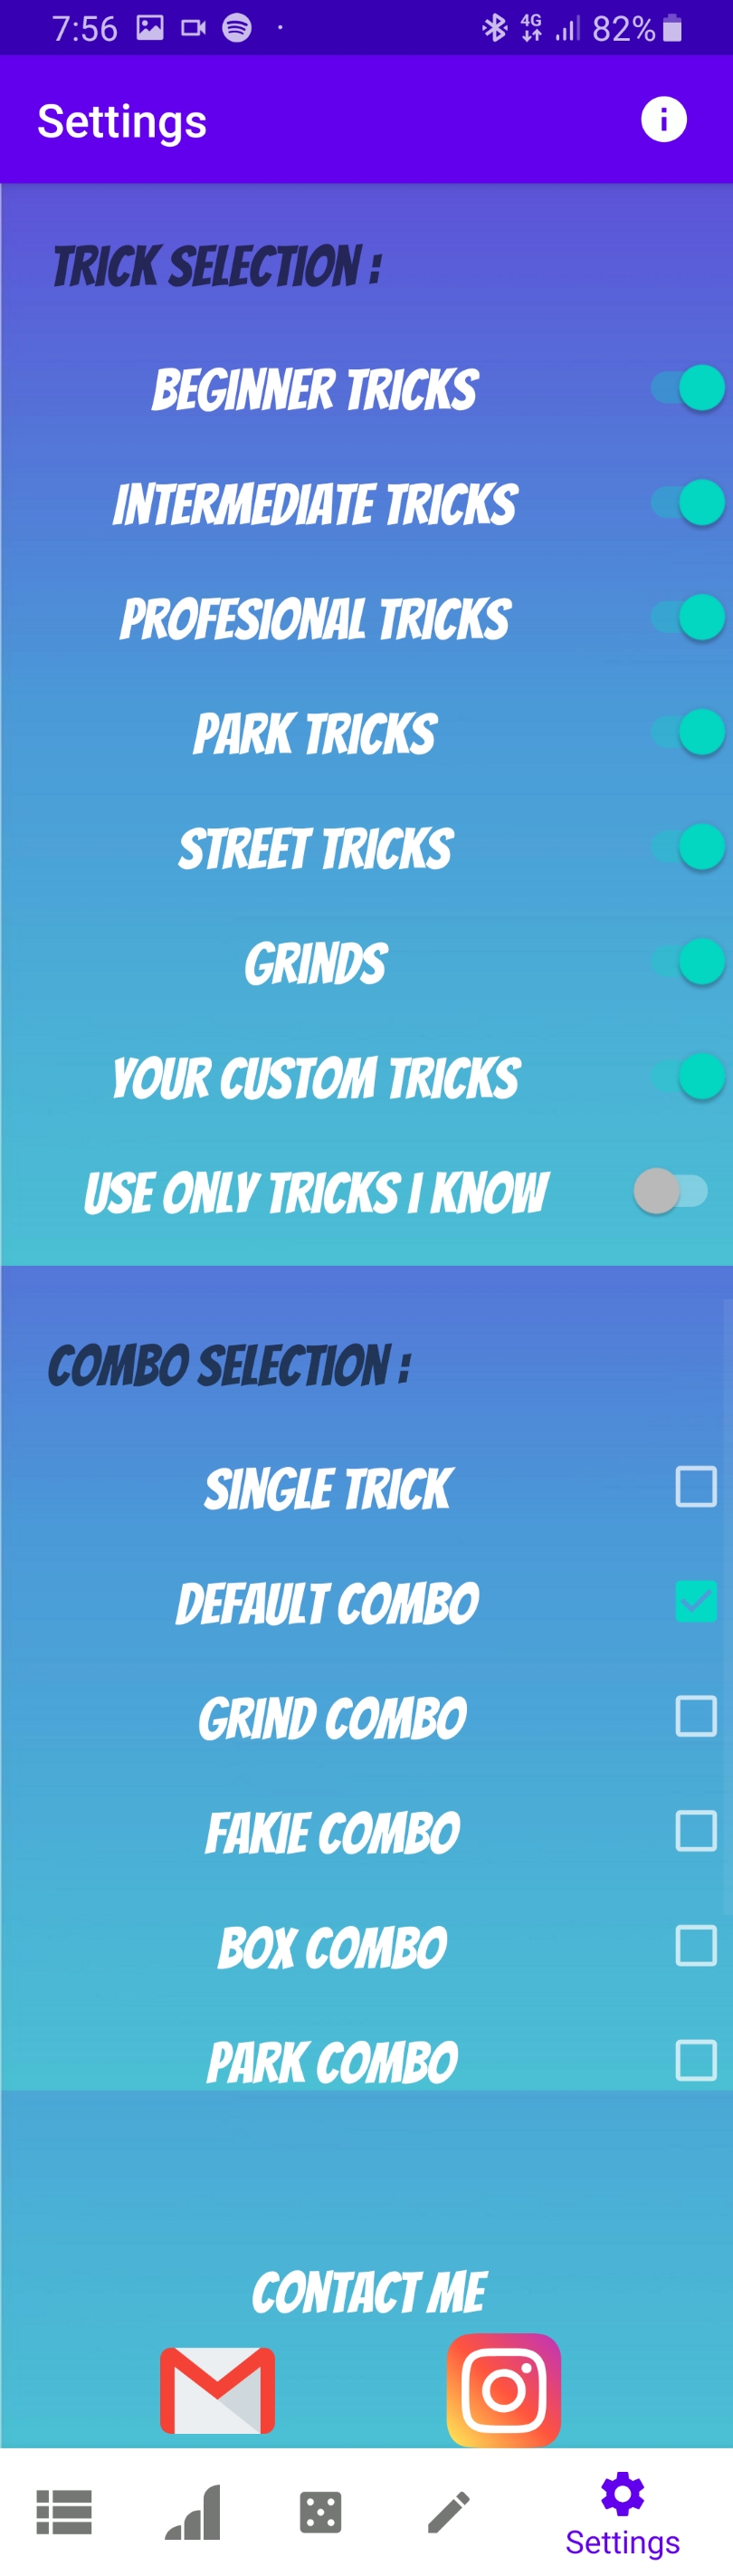 7:56 4G 82%
Settings
TRICK SELECTION :
BEGINNER TRICKS
INTERMEDIATE TRICKS
PROFESIONAL TRICKS
PARK TRICKS
STREET TRICKS
GRINDS
YOUR CUSTOM TRICKS
USE ONLY TRICKS I KNOW
COMBO SELECTION :
SINGLE TRICK
DEFAULT COMBO
GRIND COMBO
FAKIE COMBO
BOX COMBO
PARK COMBO
CONTACT ME
Settings